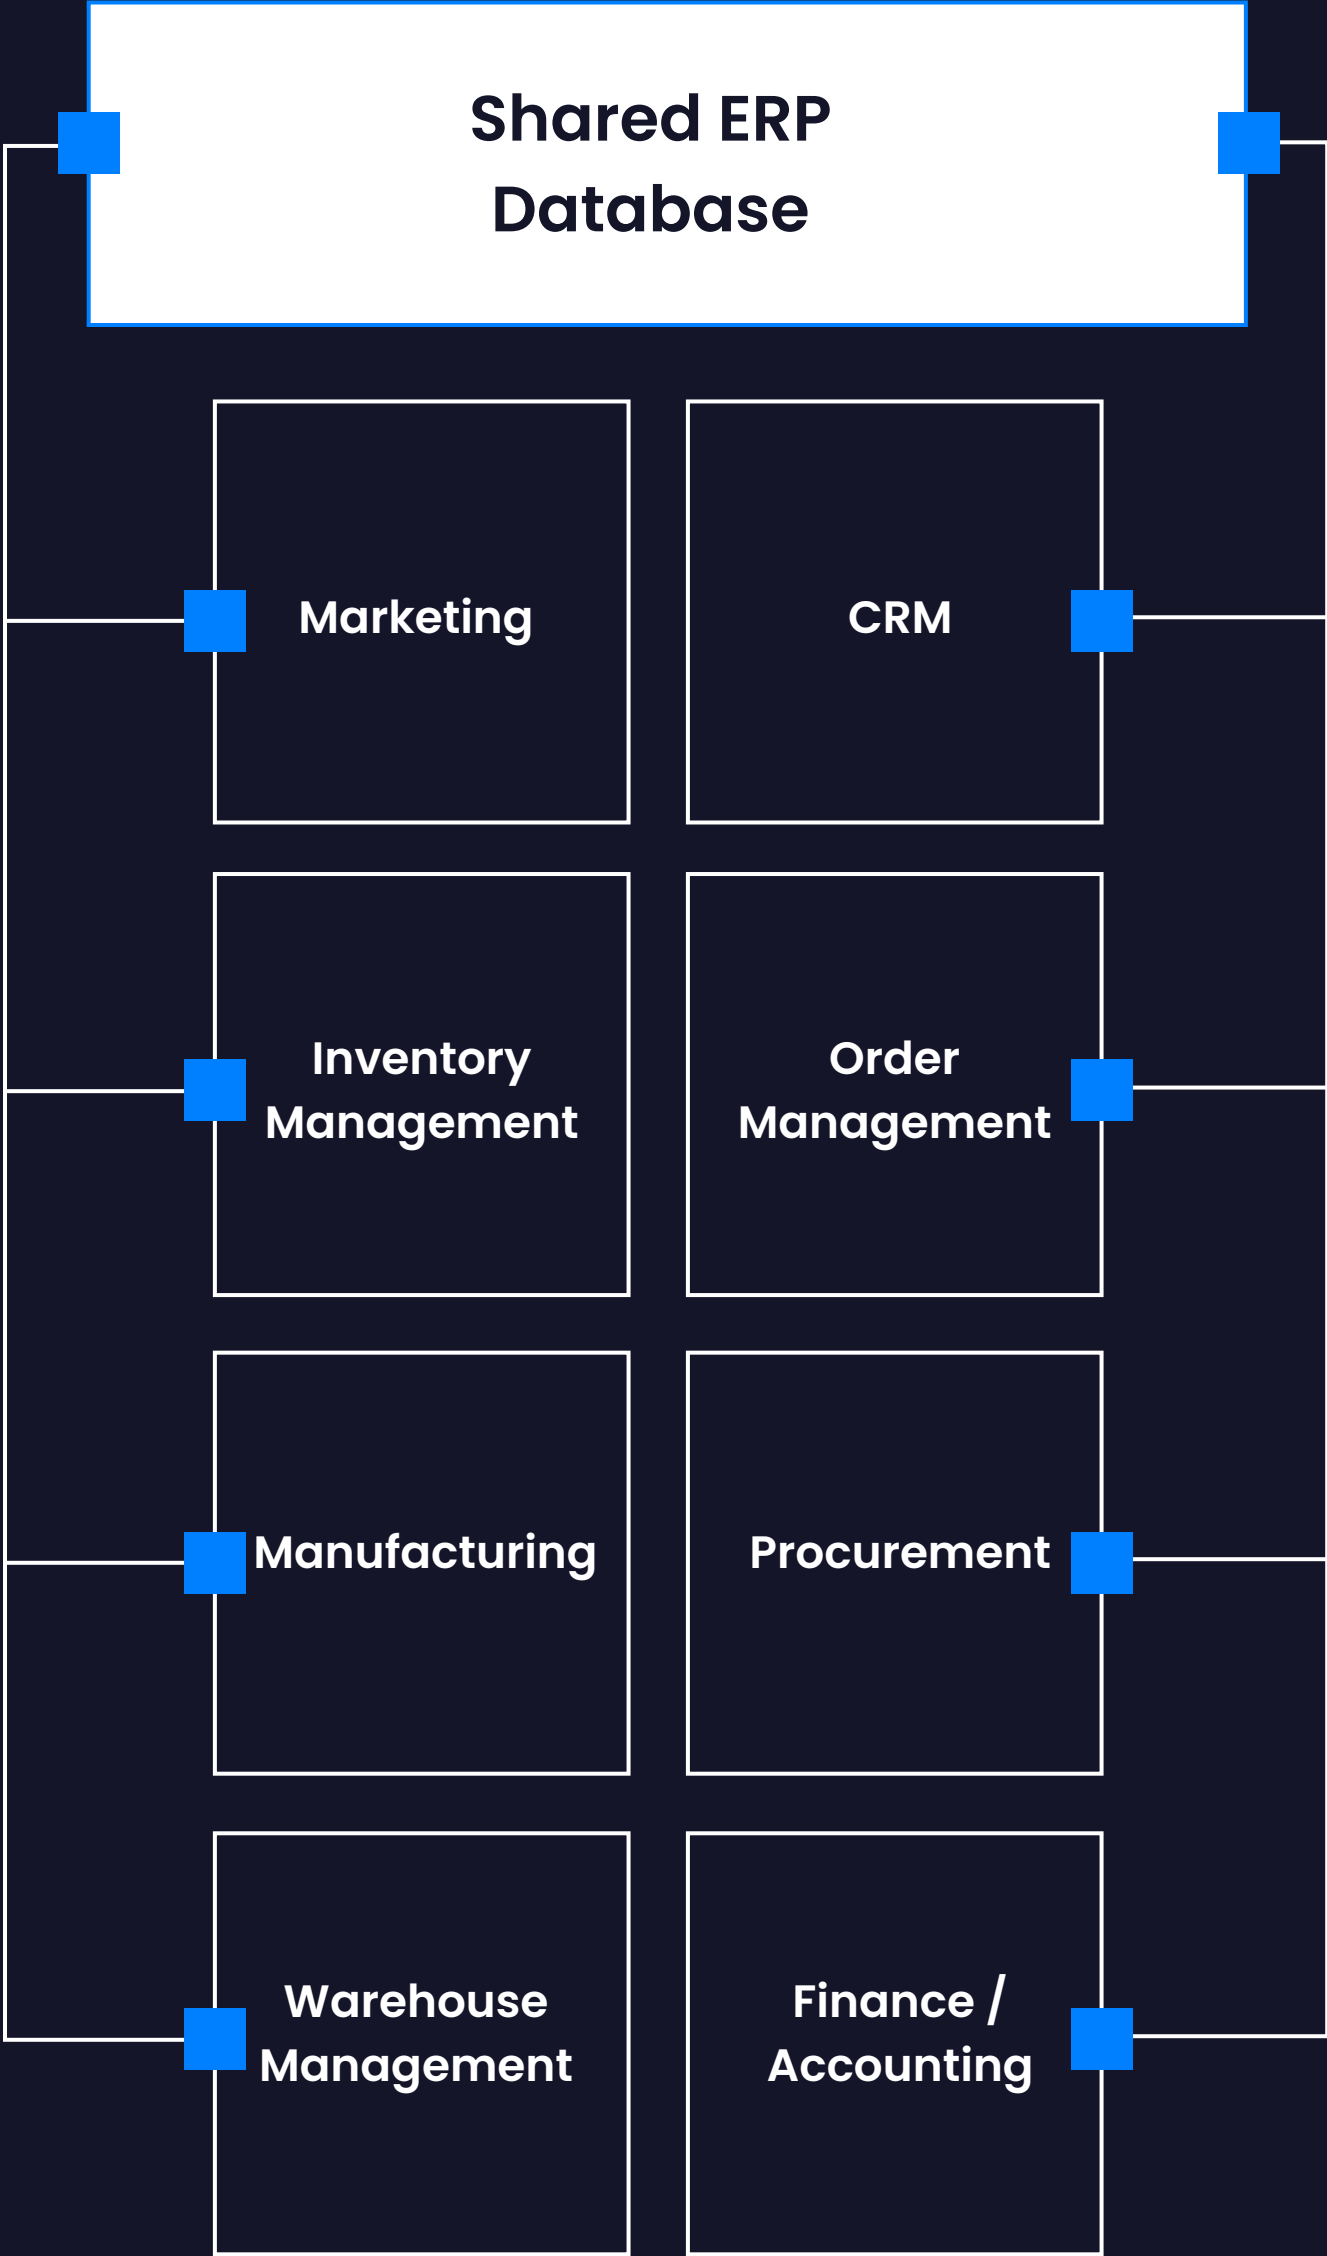 Shared ERP
Database
Marketing
CRM
Inventory
Management
Order
Management
Manufacturing
Procurement
Warehouse
Management
Finance /
Accounting